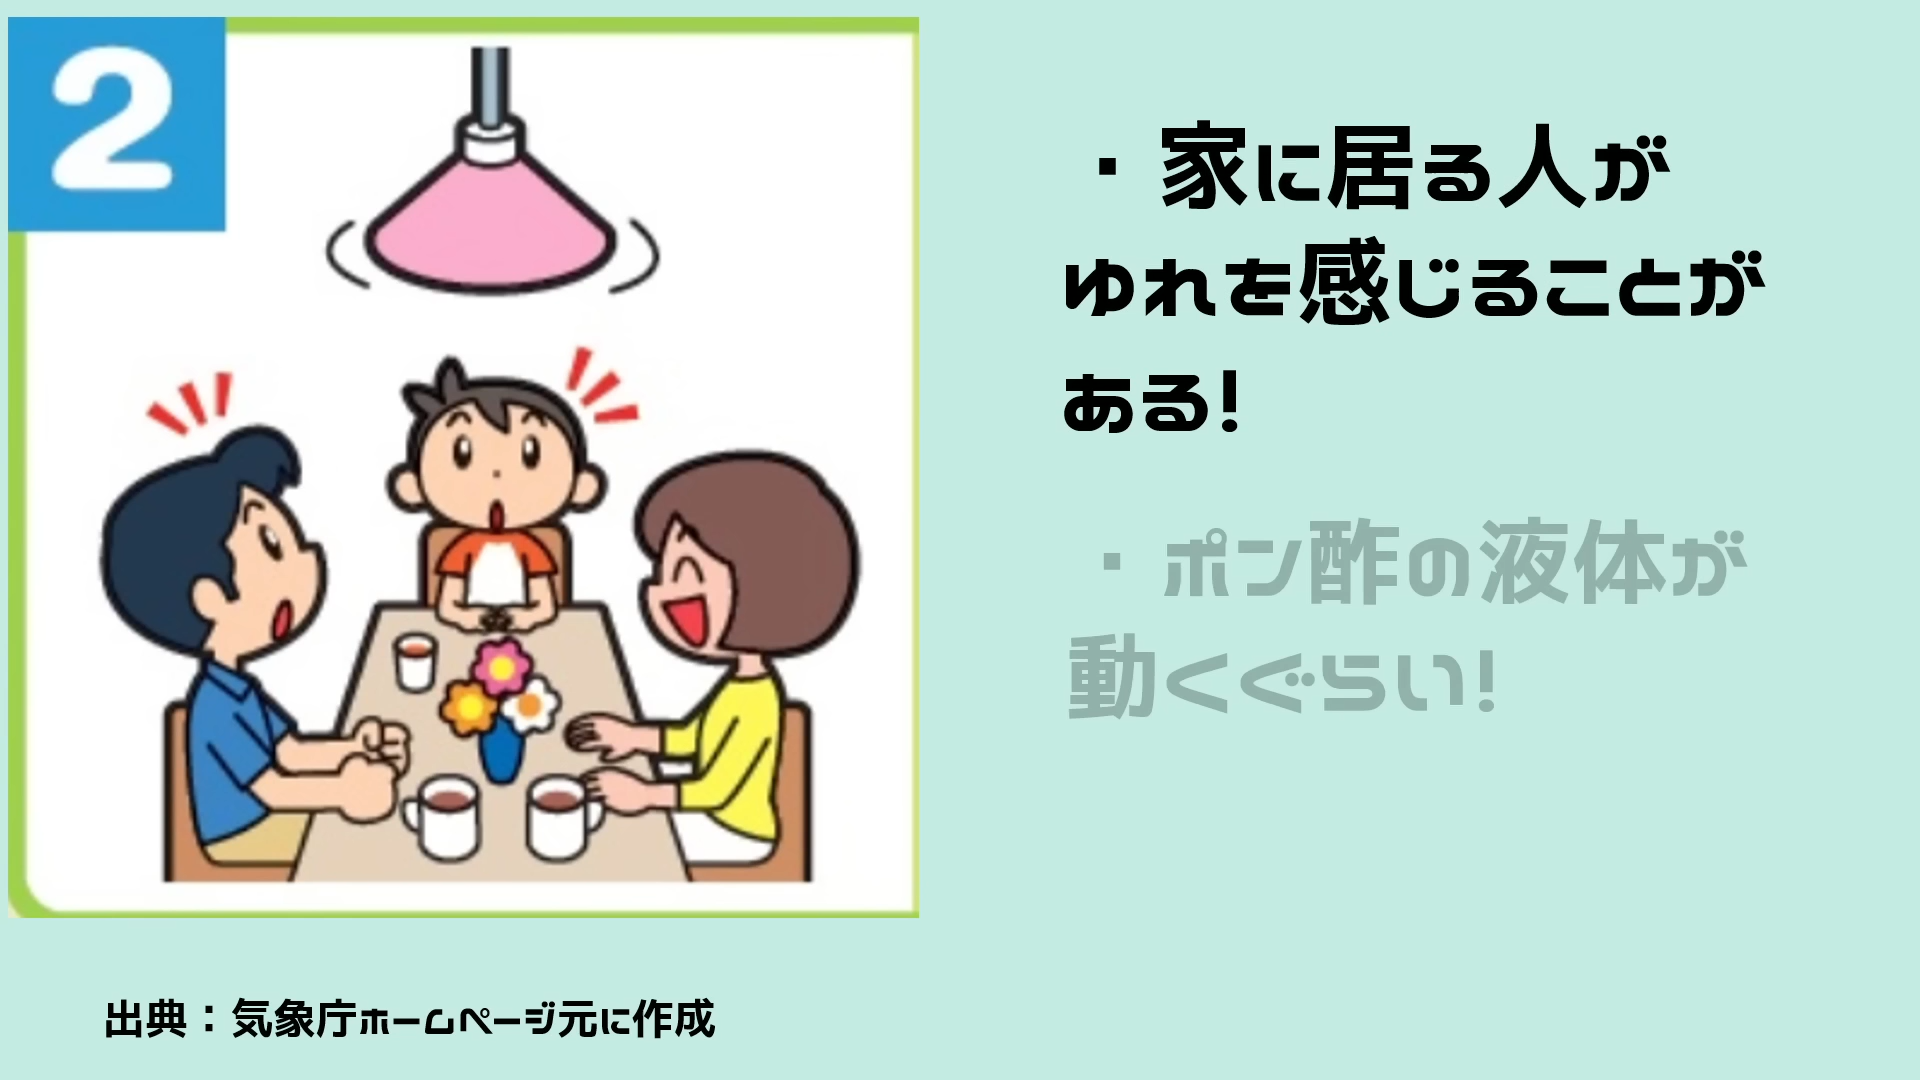 2
・家に居る人が
ゆれを感じることが
ある!
・ポン酢の液体が
動くぐらい!
出典：気象庁ホームページ元に作成